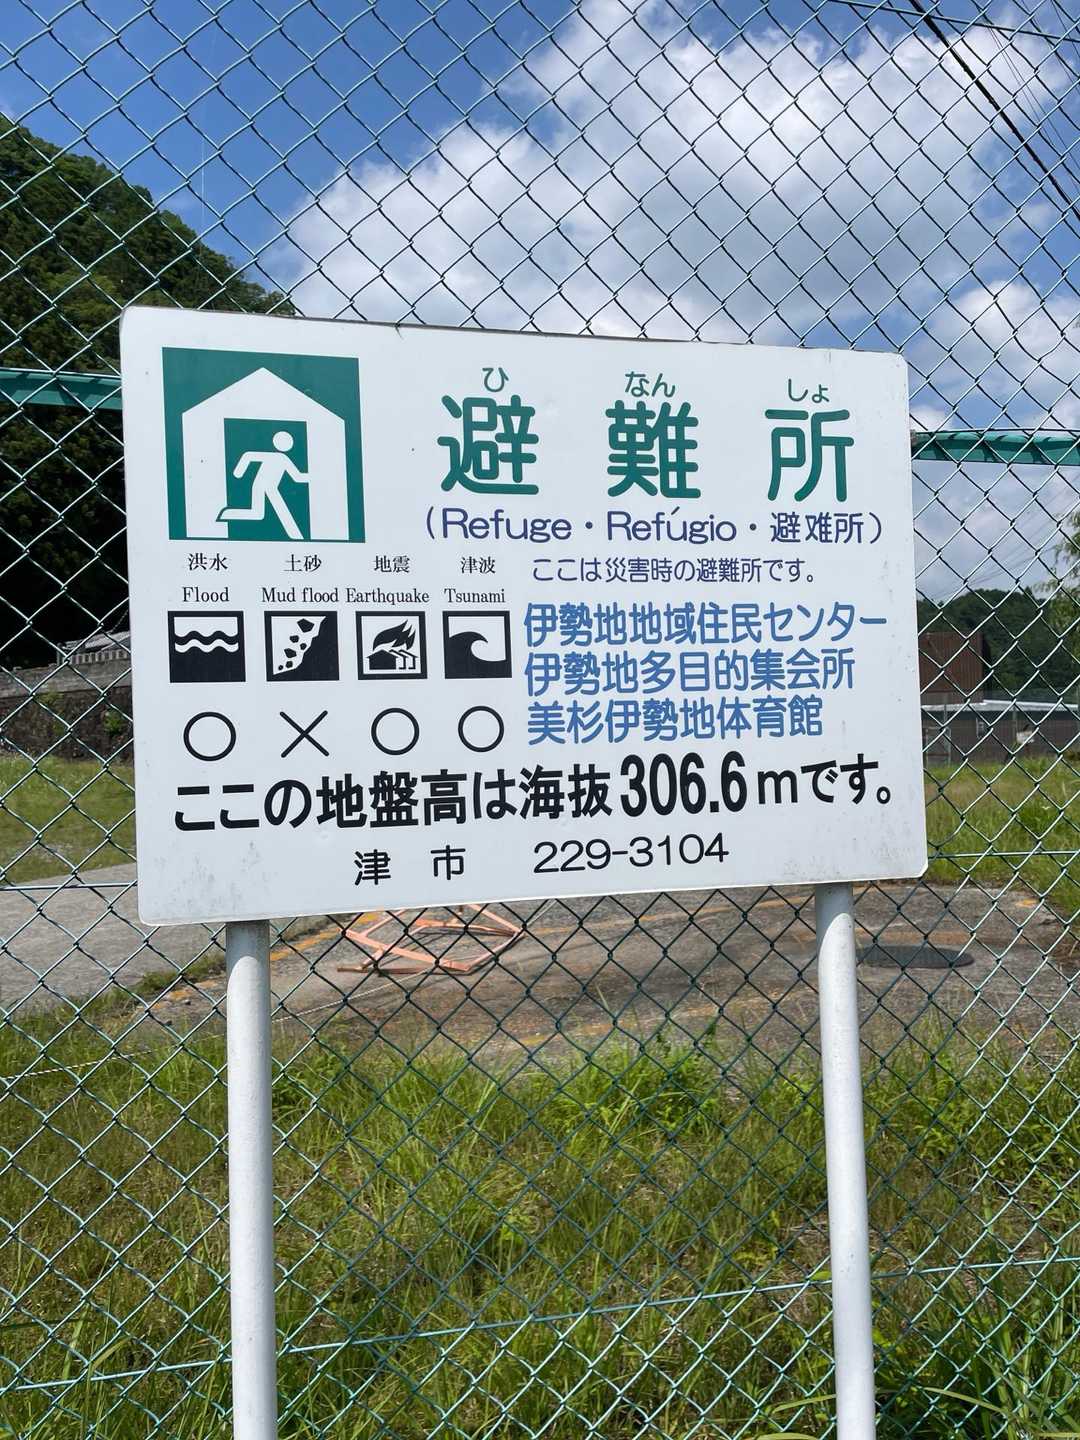 ひ なん しょ
避難所
（Refuge・Refúgio・避难所）
洪水 土砂 地震 津波
Flood Mud flood Earthquake Tsunami
○ × ○ ○
ここは災害時の避難所です。
伊勢地地域住民センター
伊勢地多目的集会所
美杉伊勢地体育館
ここの地盤高は海抜306.6mです。
津市 229-3104